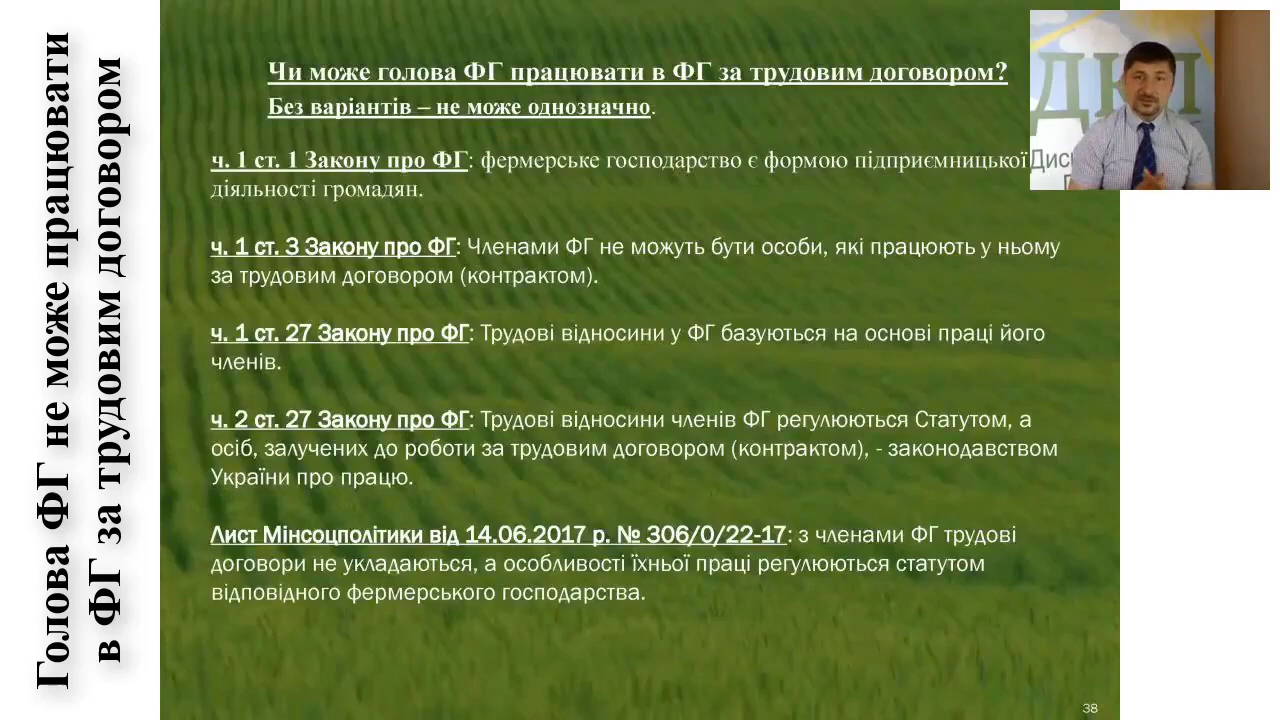 Голова ФГ не може працювати
в ФГ за трудовим договором
Чи може голова ФГ працювати в ФГ за трудовим договором?
Без варіантів – не може однозначно.
ч. 1 ст. 1 Закону про ФГ: фермерське господарство є формою підприємницької
діяльності громадян.
ч. 1 ст. 3 Закону про ФГ: Членами ФГ не можуть бути особи, які працюють у ньому
за трудовим договором (контрактом).
ч. 1 ст. 27 Закону про ФГ: Трудові відносини у ФГ базуються на основі праці його
членів.
ч. 2 ст. 27 Закону про ФГ: Трудові відносини членів ФГ регулюються Статутом, а
осіб, залучених до роботи за трудовим договором (контрактом), - законодавством
України про працю.
Лист Мінсоцполітики від 14.06.2017 р. № 306/0/22-17: з членами ФГ трудові
договори не укладаються, а особливості їхньої праці регулюються статутом
відповідного фермерського господарства.
ДКП
38